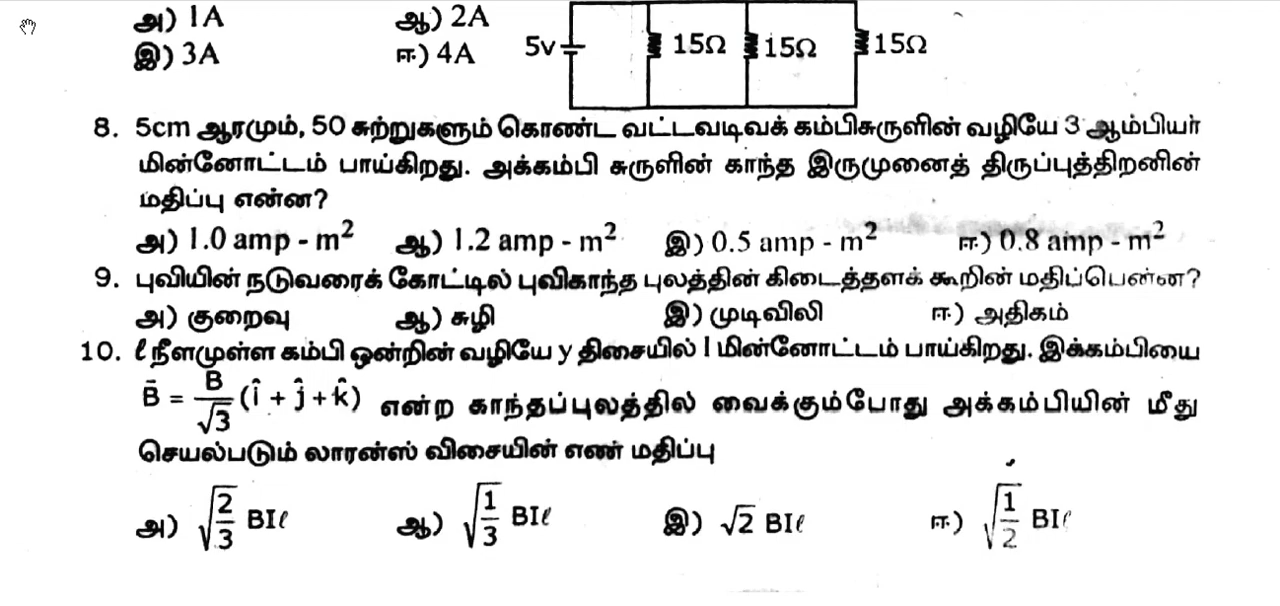 அ) 1A ஆ) 2A
இ) 3A ஈ) 4A 5v 15Ω 15Ω 15Ω
8. 5cm ஆரமும், 50 சுற்றுகளும் கொண்ட வட்டவடிவக் கம்பிசுருளின் வழியே 3 ஆம்பியர்
மின்னோட்டம் பாய்கிறது. அக்கம்பி சுருளின் காந்த இருமுனைத் திருப்புத்திறனின்
மதிப்பு என்ன?
அ) 1.0 amp - m² ஆ) 1.2 amp - m² இ) 0.5 amp - m² ஈ) 0.8 amp - m²
9. புவியின் நடுவரைக் கோட்டில் புவிகாந்த புலத்தின் கிடைத்தளக் கூறின் மதிப்பென்ன?
அ) குறைவு ஆ) சுழி இ) முடிவிலி ஈ) அதிகம்
10. ℓ நீளமுள்ள கம்பி ஒன்றின் வழியே y திசையில் I மின்னோட்டம் பாய்கிறது. இக்கம்பியை
B̄ = B/√3 (î + ĵ + k̂) என்ற காந்தப்புலத்தில் வைக்கும்போது அக்கம்பியின் மீது
செயல்படும் லாரன்ஸ் விசையின் எண் மதிப்பு
அ) √(2/3) BIℓ ஆ) √(1/3) BIℓ இ) √2 BIℓ ஈ) √(1/2) BIℓ